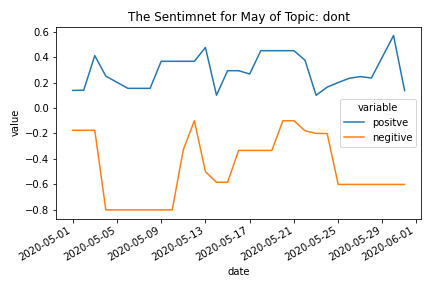 The Sentimnet for May of Topic: dont
0.6
0.4
0.2
0.0
−0.2
−0.4
−0.6
−0.8
value
variable
positve
negitive
2020-05-01
2020-05-05
2020-05-09
2020-05-13
2020-05-17
2020-05-21
2020-05-25
2020-05-29
2020-06-01
date